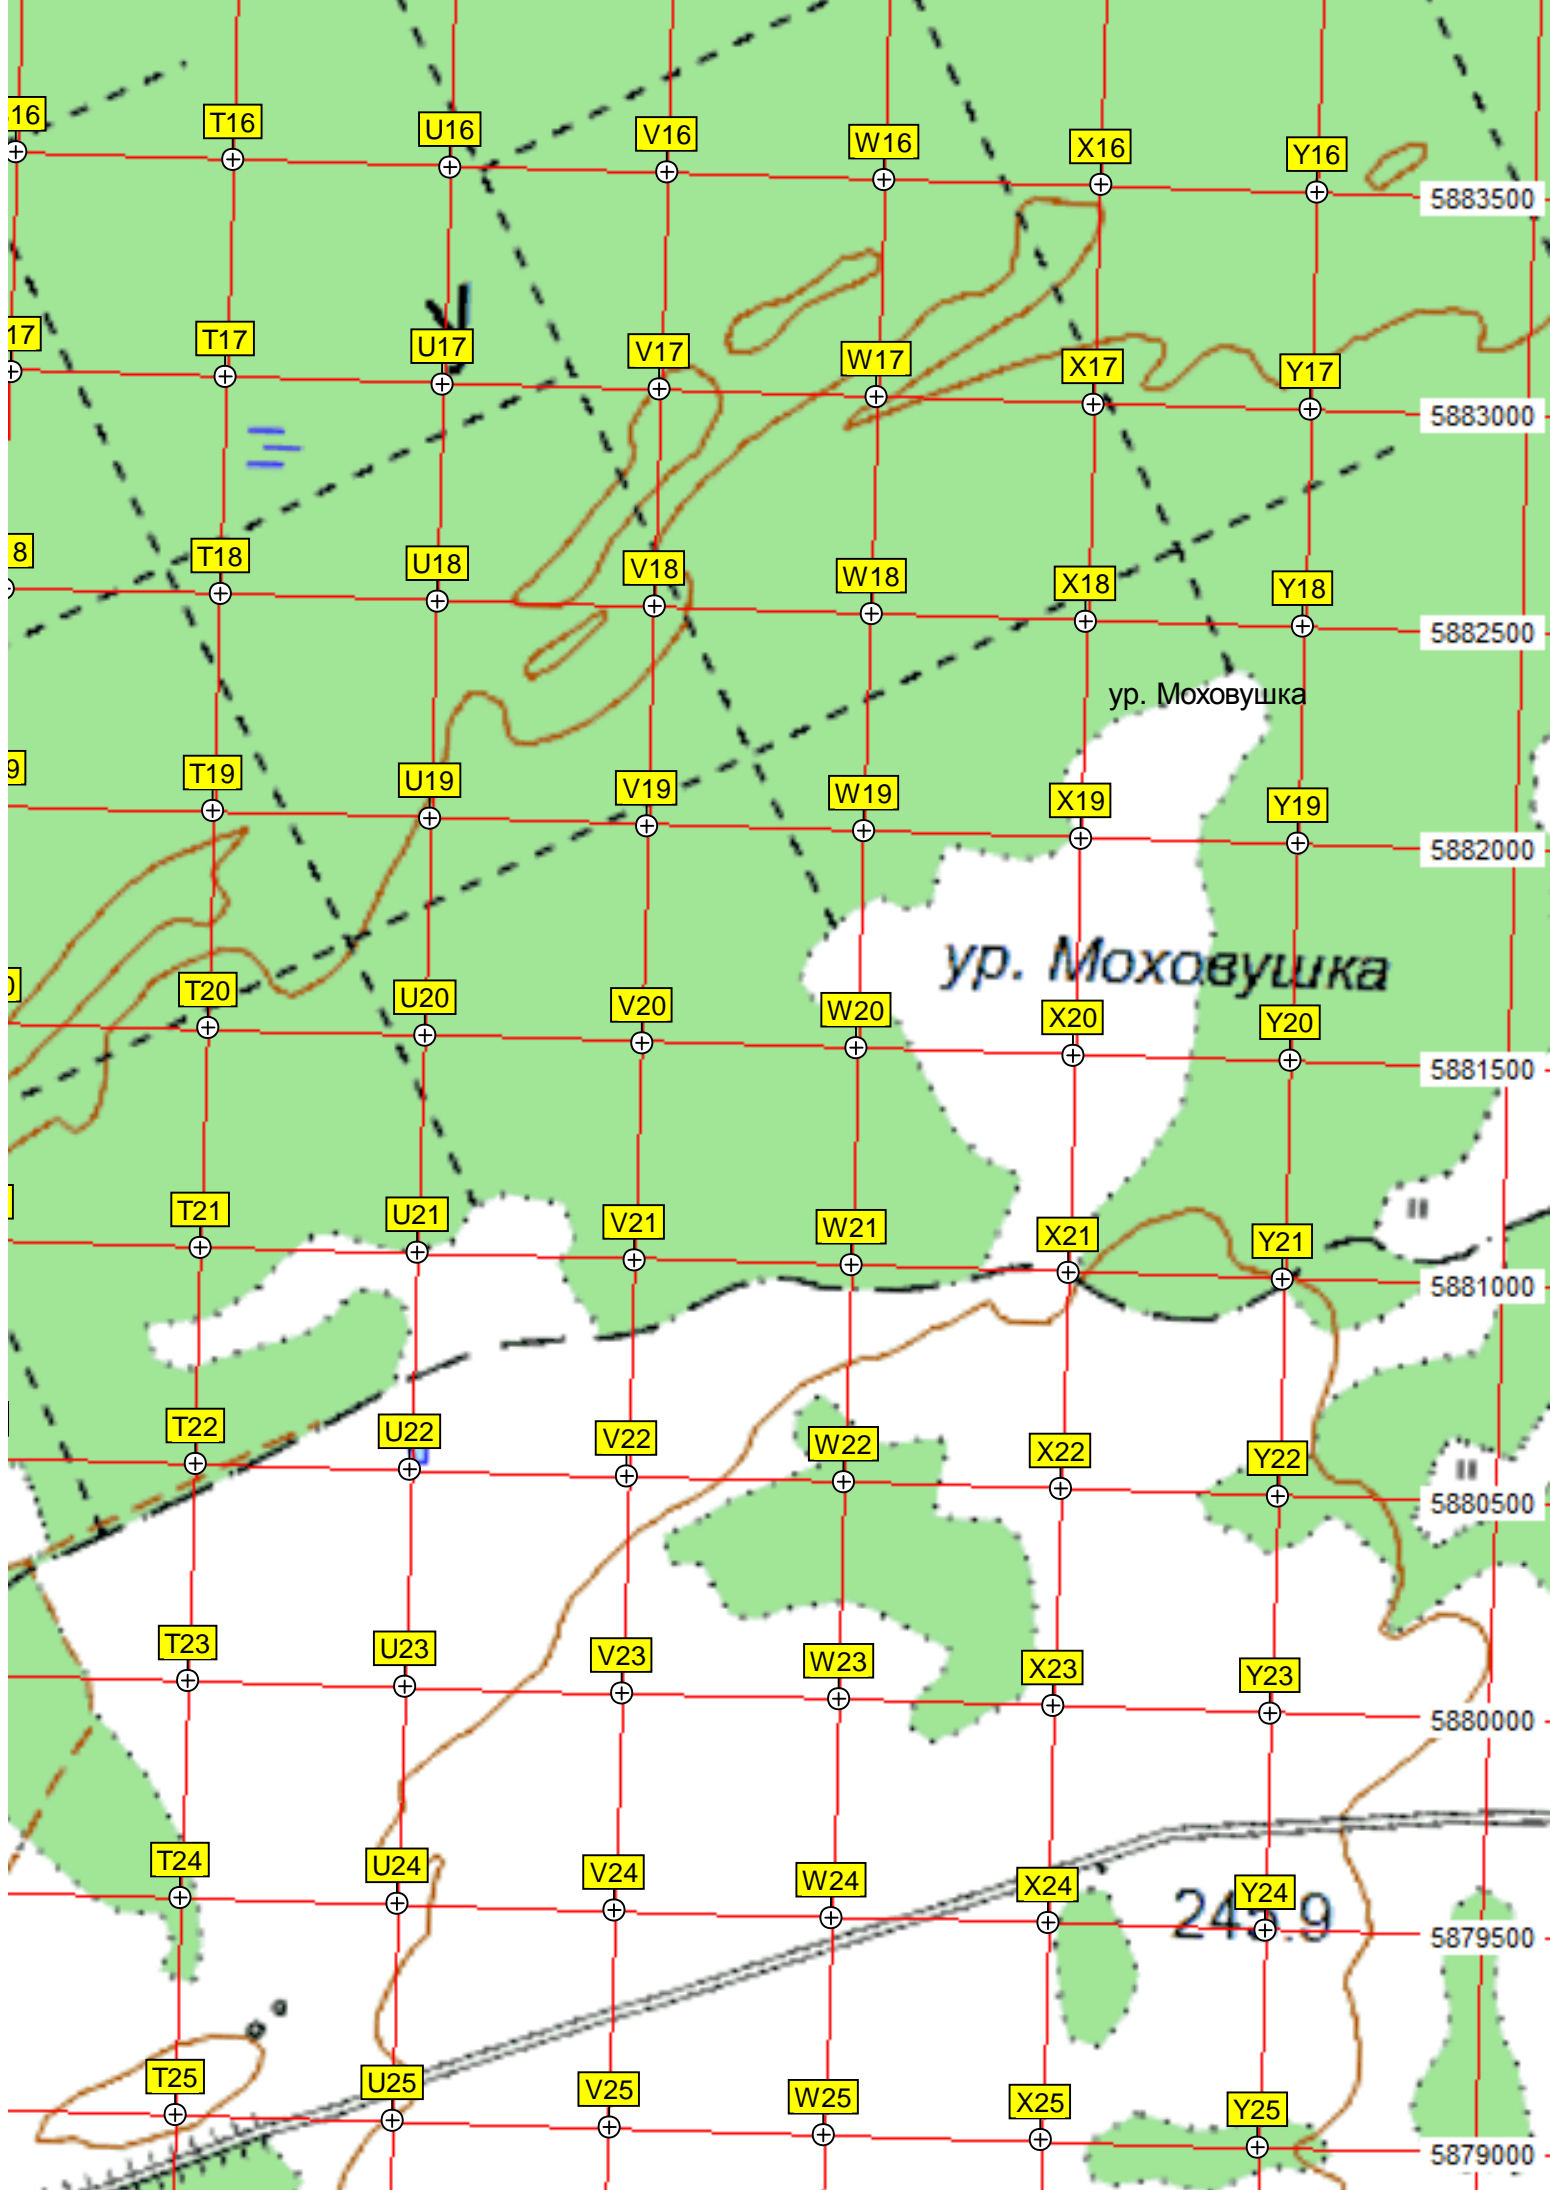 16 T16 U16 V16 W16 X16 Y16
5883500
17 T17 U17 V17 W17 X17 Y17
5883000
8 T18 U18 V18 W18 X18 Y18
5882500
ур. Моховушка
9 T19 U19 V19 W19 X19 Y19
5882000
ур. Моховушка
T20 U20 V20 W20 X20 Y20
5881500
T21 U21 V21 W21 X21 Y21
5881000
T22 U22 V22 W22 X22 Y22
5880500
T23 U23 V23 W23 X23 Y23
5880000
T24 U24 V24 W24 X24 Y24
5879500
T25 U25 V25 W25 X25 Y25
5879000